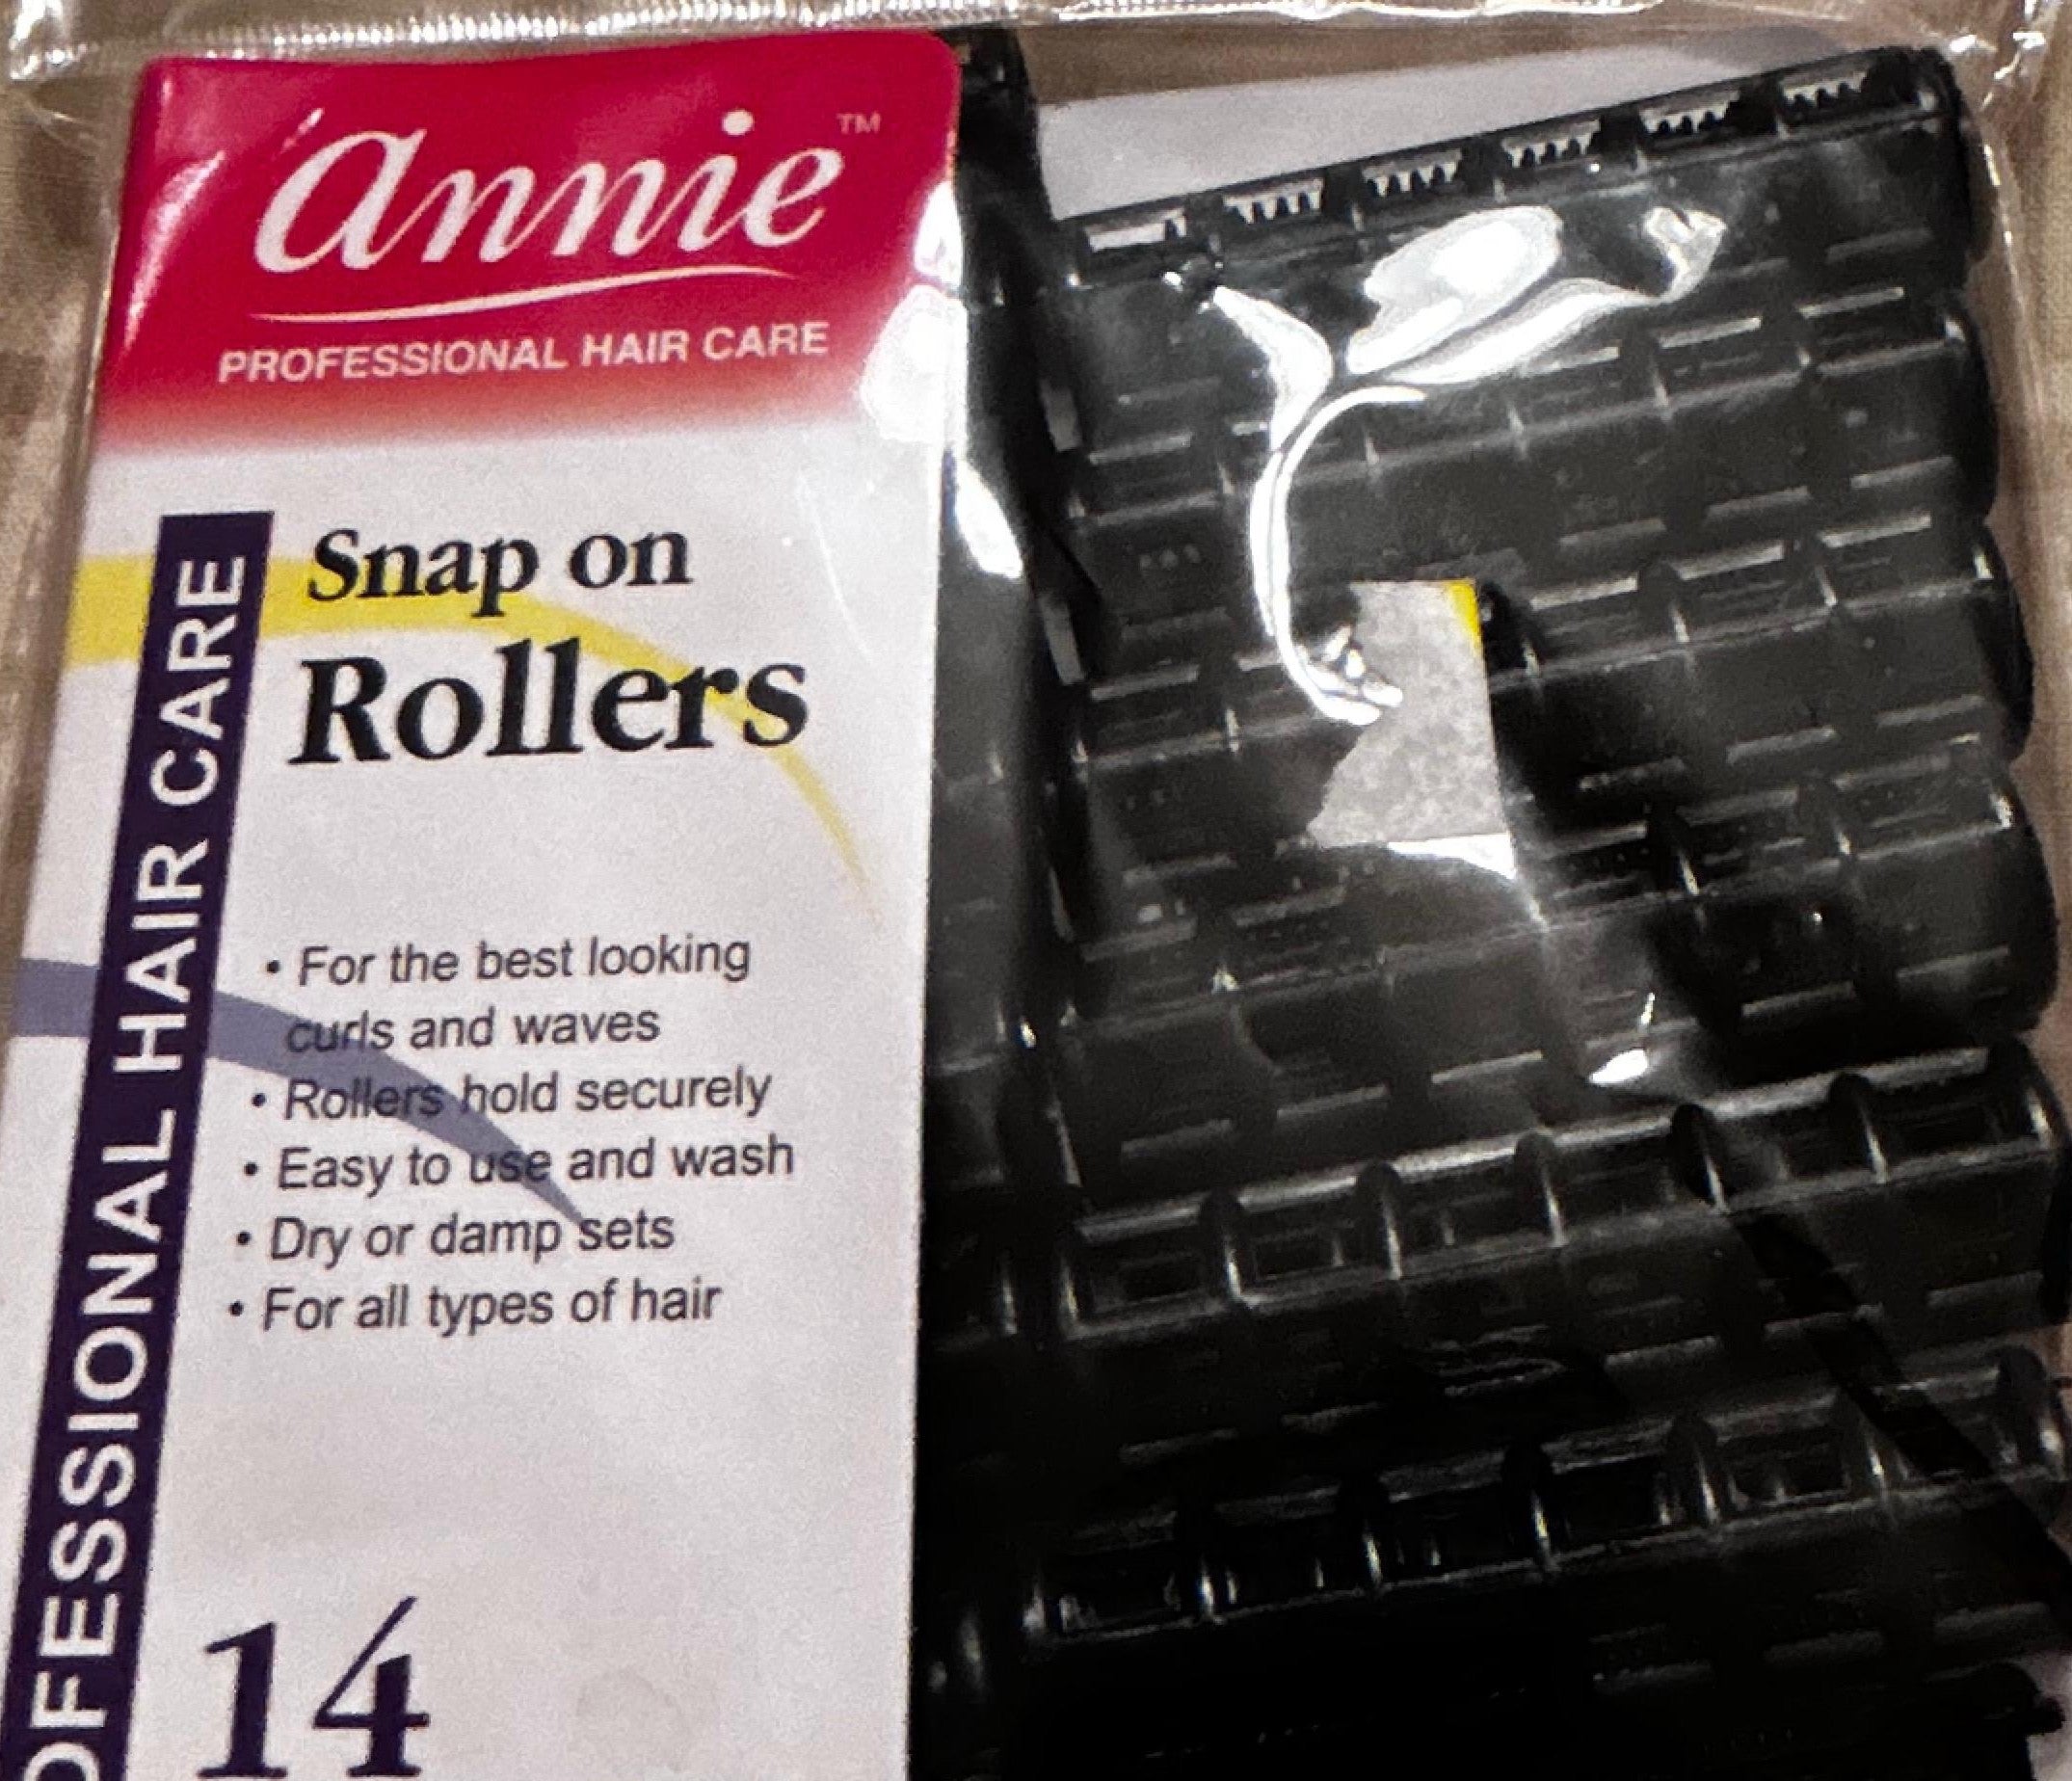 annie™
PROFESSIONAL HAIR CARE
Snap on
Rollers
PROFESSIONAL HAIR CARE
• For the best looking
curls and waves
• Rollers hold securely
• Easy to use and wash
• Dry or damp sets
• For all types of hair
14